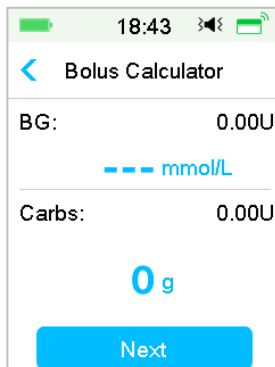 18:43
Bolus Calculator
BG: 0.00U
--- mmol/L
Carbs: 0.00U
0 g
Next